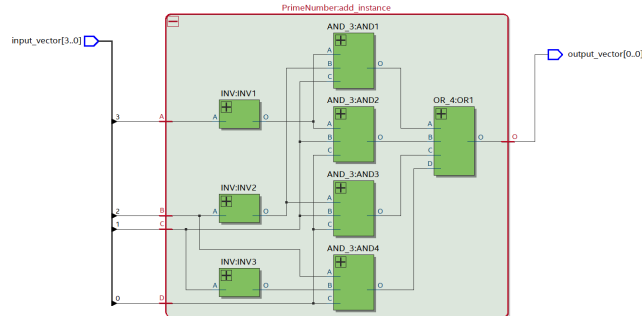 PrimeNumber:add_instance
input_vector[3..0]
output_vector[0..0]
AND_3:AND1
A
B
C
O
INV:INV1
A
O
AND_3:AND2
A
B
C
O
OR_4:OR1
A
B
C
D
O
O
3
A
INV:INV2
A
O
AND_3:AND3
A
B
C
O
2
B
1
C
INV:INV3
A
O
AND_3:AND4
A
B
C
O
0
D